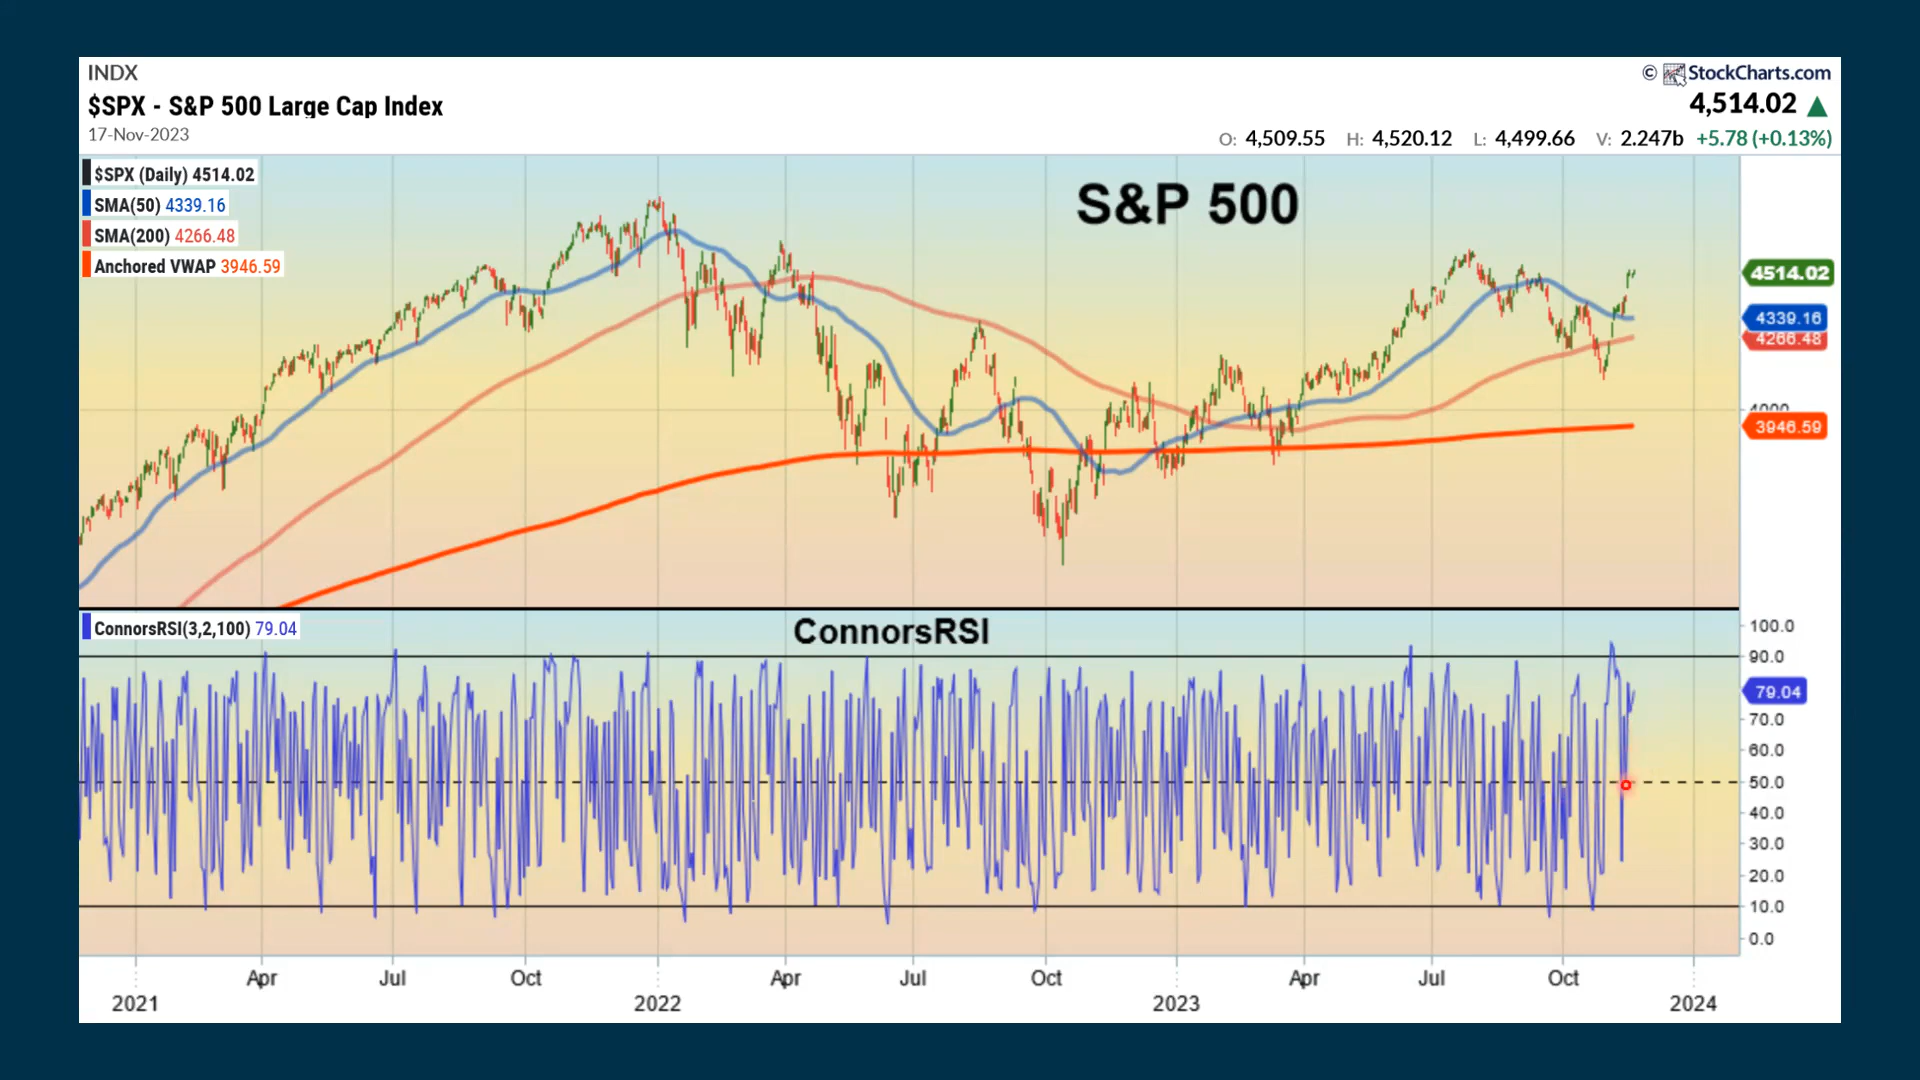 INDX
© StockCharts.com
$SPX - S&P 500 Large Cap Index
4,514.02
17-Nov-2023
O: 4,509.55 H: 4,520.12 L: 4,499.66 V: 2.247b +5.78 (+0.13%)
$SPX (Daily) 4514.02
SMA(50) 4339.16
SMA(200) 4266.48
Anchored VWAP 3946.59
S&P 500
4514.02
4339.16
4266.48
4000
3946.59
ConnorsRSI(3,2,100) 79.04
ConnorsRSI
100.0
90.0
79.04
70.0
60.0
50.0
40.0
30.0
20.0
10.0
0.0
Apr Jul Oct Apr Jul Oct Apr Jul Oct
2021 2022 2023 2024